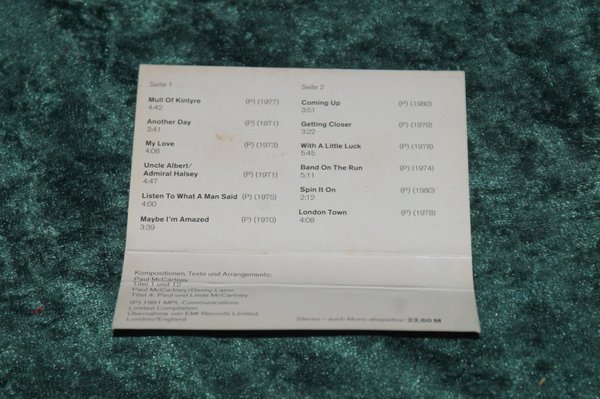 Seite 1
Mull Of Kintyre (P) (1977)
4:42
Another Day (P) (1971)
3:41
My Love (P) (1973)
4:08
Uncle Albert/
Admiral Halsey (P) (1971)
4:47
Listen To What A Man Said (P) (1975)
4:00
Maybe I'm Amazed (P) (1970)
3:39
Seite 2
Coming Up (P) (1980)
3:51
Getting Closer (P) (1979)
3:22
With A Little Luck (P) (1978)
5:45
Band On The Run (P) (1974)
5:11
Spin It On (P) (1980)
2:12
London Town (P) (1978)
4:08
Kompositionen, Texte und Arrangements:
Paul McCartney
Titel 1 und 12
Paul McCartney/Denny Laine
Titel 4: Paul und Linda McCartney
(P) 1981 MPL Communications
Limited Compilation
Übernahme von EMI Records Limited,
London/England
Stereo – auch Mono abspielbar 23,60 M